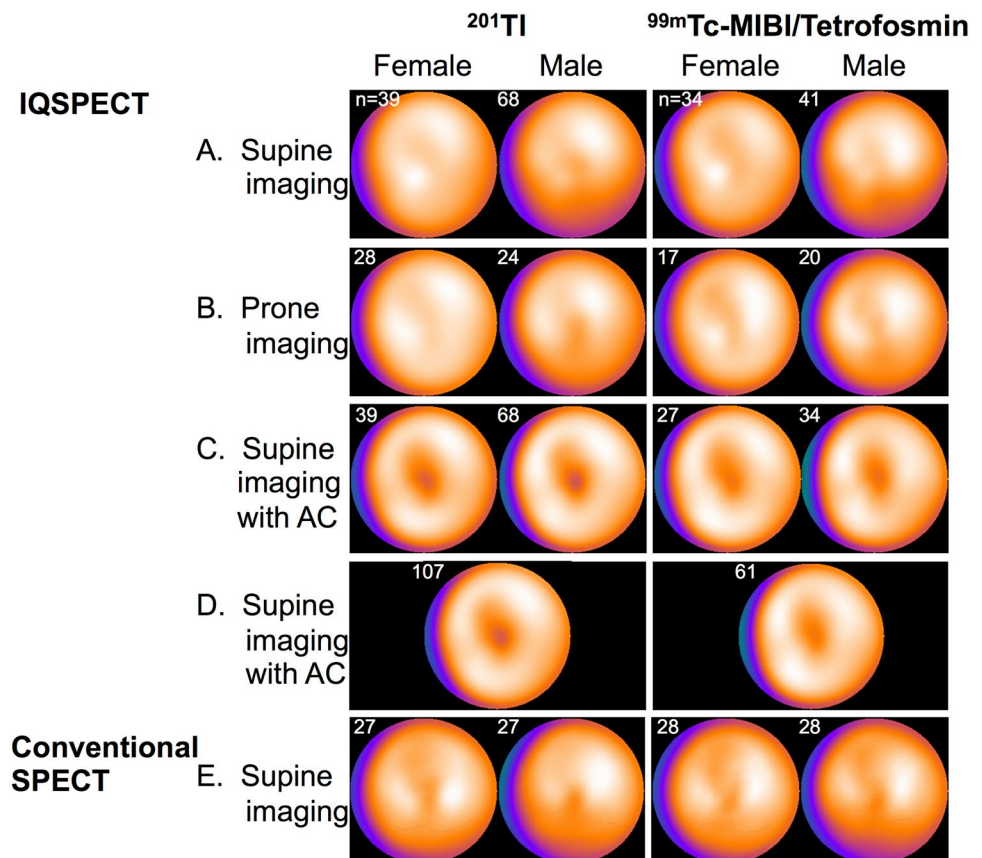 ²⁰¹Tl ⁹⁹ᵐTc-MIBI/Tetrofosmin
Female Male Female Male
IQSPECT
n=39 68 n=34 41
A. Supine
imaging
28 24 17 20
B. Prone
imaging
39 68 27 34
C. Supine
imaging
with AC
107 61
D. Supine
imaging
with AC
27 27 28 28
Conventional
SPECT
E. Supine
imaging